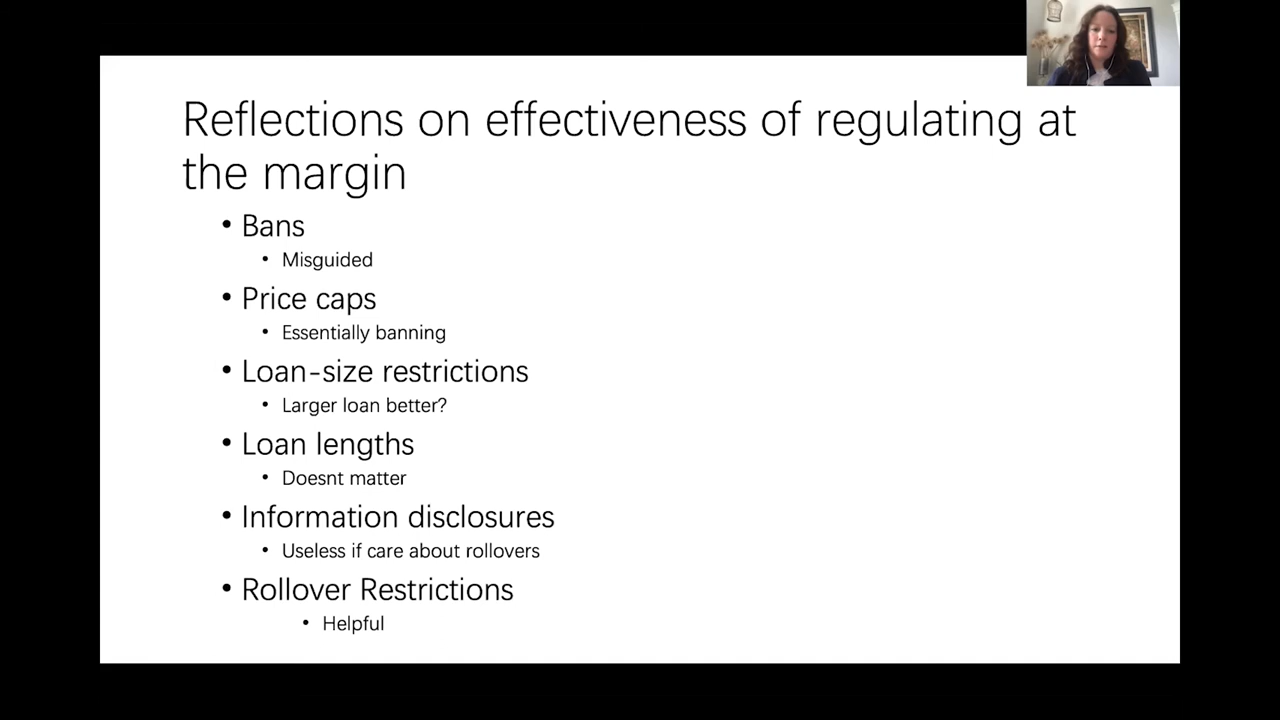 Reflections on effectiveness of regulating at
the margin
• Bans
• Misguided
• Price caps
• Essentially banning
• Loan-size restrictions
• Larger loan better?
• Loan lengths
• Doesnt matter
• Information disclosures
• Useless if care about rollovers
• Rollover Restrictions
• Helpful